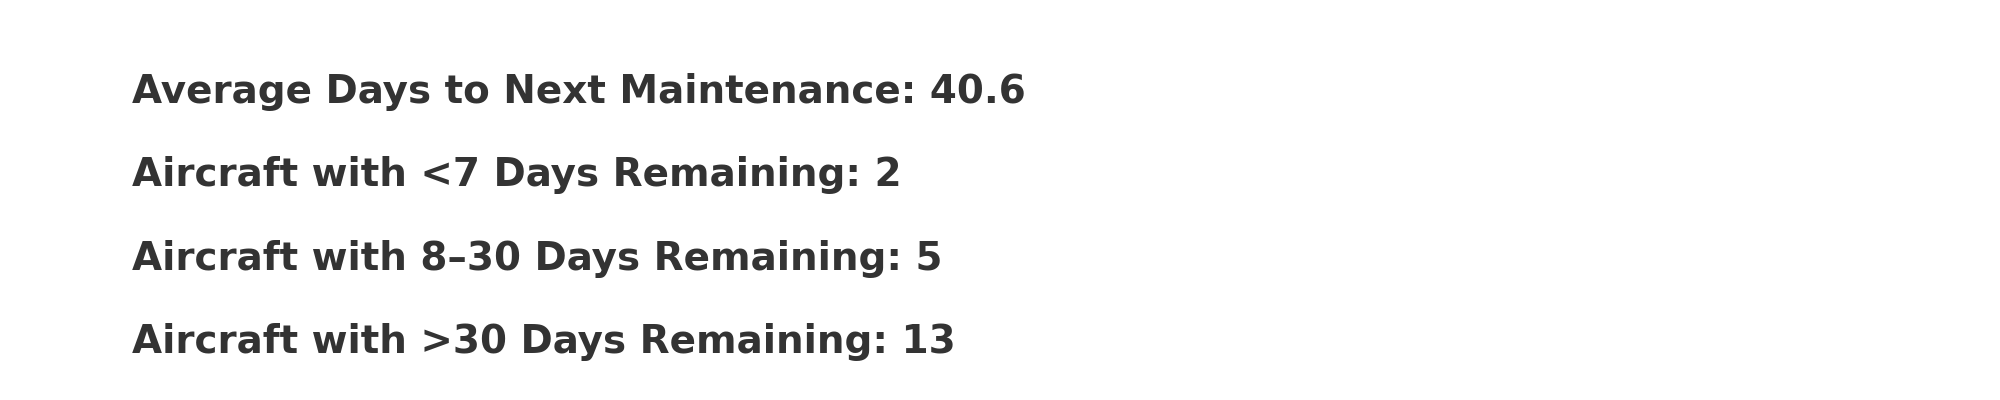 Average Days to Next Maintenance: 40.6
Aircraft with <7 Days Remaining: 2
Aircraft with 8–30 Days Remaining: 5
Aircraft with >30 Days Remaining: 13